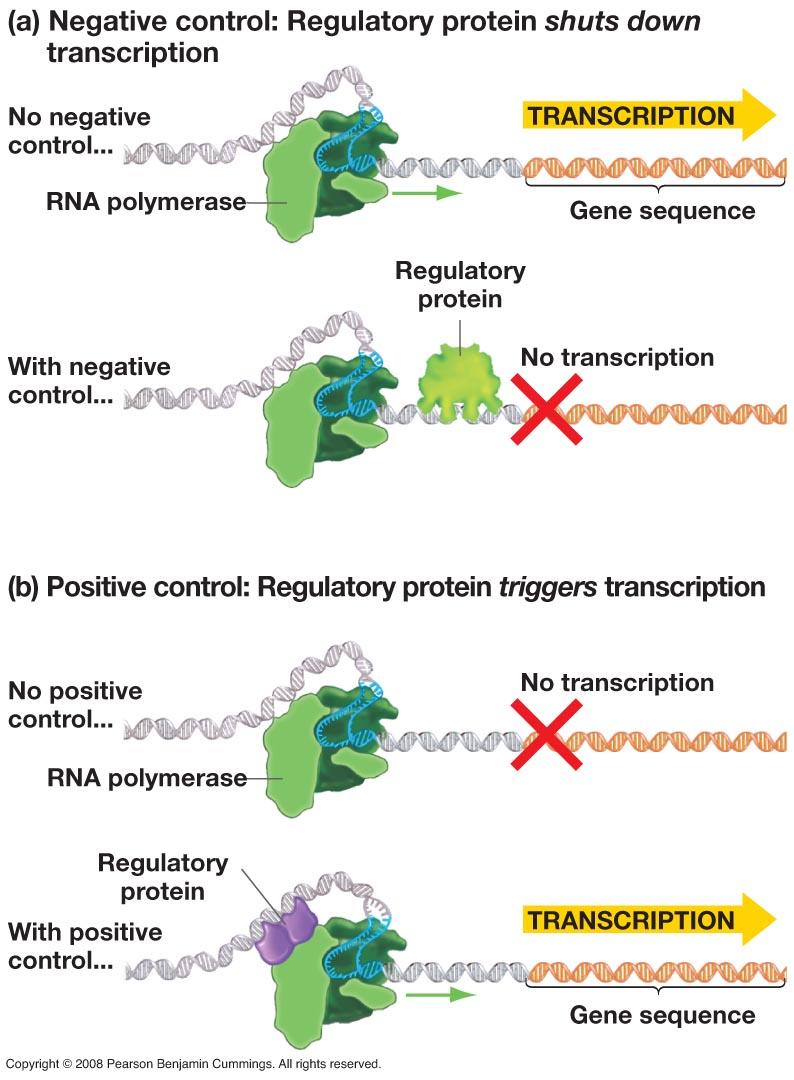 (a) Negative control: Regulatory protein shuts down
transcription
No negative
control...
TRANSCRIPTION
RNA polymerase
Gene sequence
Regulatory
protein
With negative
control...
No transcription
(b) Positive control: Regulatory protein triggers transcription
No positive
control...
No transcription
RNA polymerase
Regulatory
protein
With positive
control...
TRANSCRIPTION
Gene sequence
Copyright © 2008 Pearson Benjamin Cummings. All rights reserved.